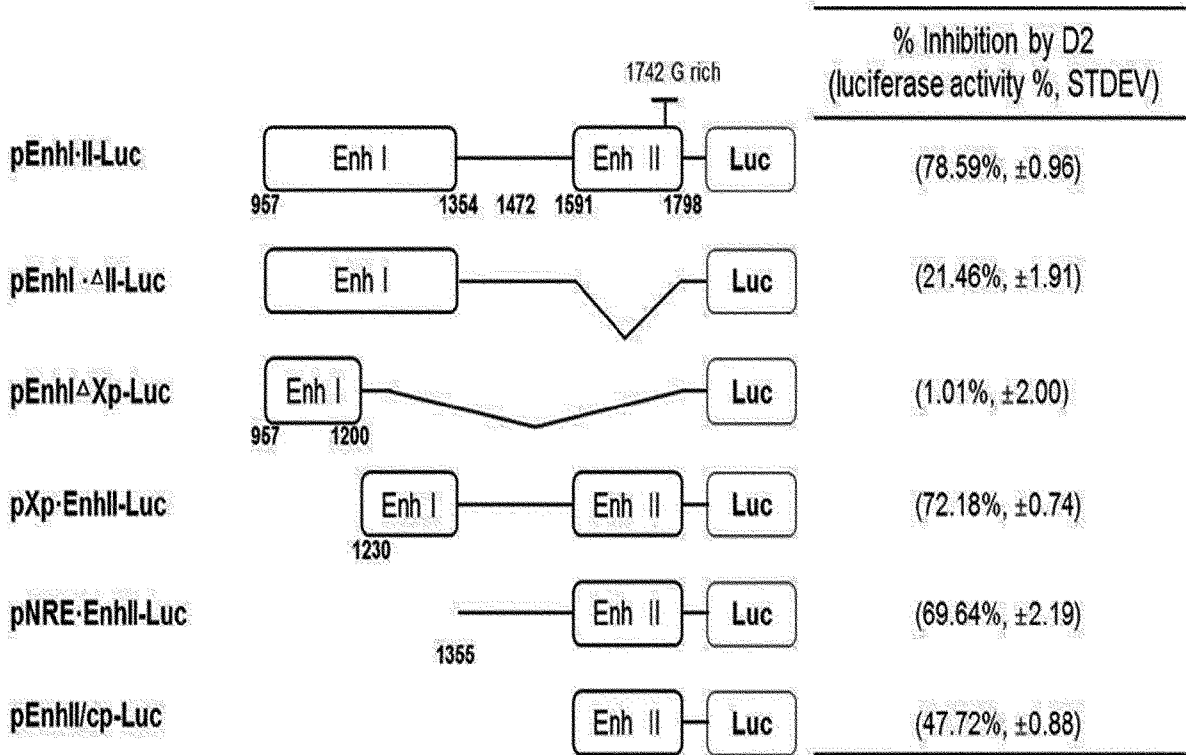 % Inhibition by D2
(luciferase activity %, STDEV)
1742 G rich
pEnhI·II-Luc Enh I Enh II Luc (78.59%, ±0.96)
957 1354 1472 1591 1798
pEnhI·ΔII-Luc Enh I Luc (21.46%, ±1.91)
pEnhIΔXp-Luc Enh I Luc (1.01%, ±2.00)
957 1200
pXp·EnhII-Luc Enh I Enh II Luc (72.18%, ±0.74)
1230
pNRE·EnhII-Luc Enh II Luc (69.64%, ±2.19)
1355
pEnhII/cp-Luc Enh II Luc (47.72%, ±0.88)